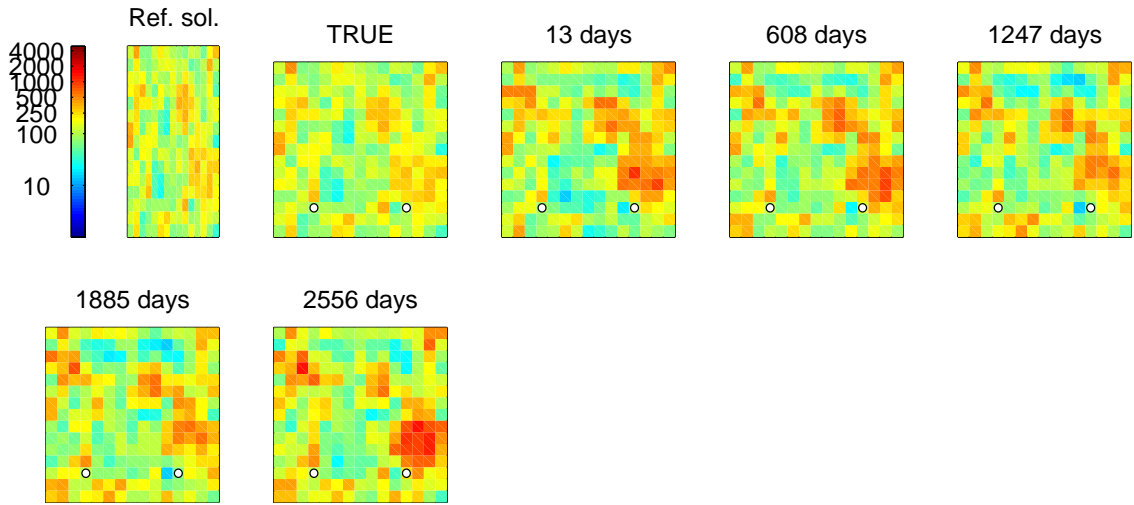 Ref. sol.
TRUE
13 days
608 days
1247 days
4000
2000
1000
500
250
100
10
1885 days
2556 days